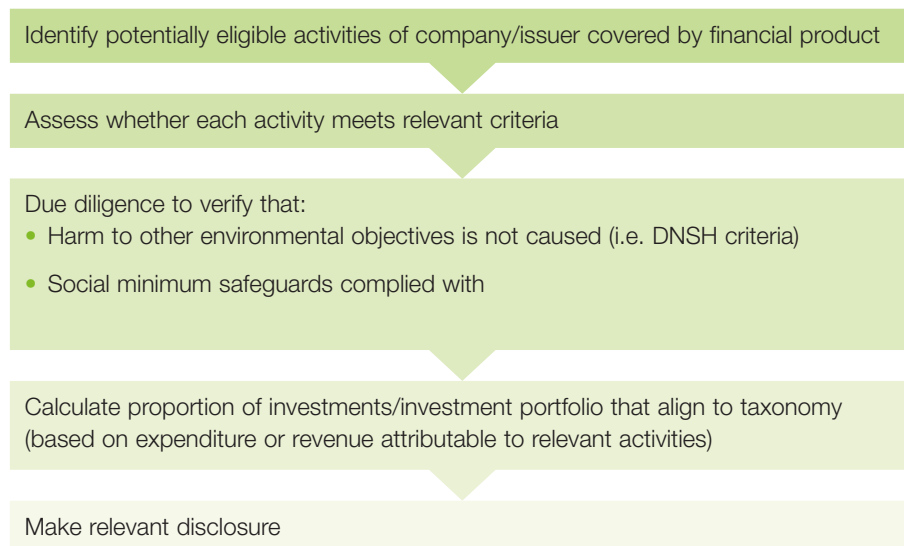 Identify potentially eligible activities of company/issuer covered by financial product
Assess whether each activity meets relevant criteria
Due diligence to verify that:
• Harm to other environmental objectives is not caused (i.e. DNSH criteria)
• Social minimum safeguards complied with
Calculate proportion of investments/investment portfolio that align to taxonomy
(based on expenditure or revenue attributable to relevant activities)
Make relevant disclosure